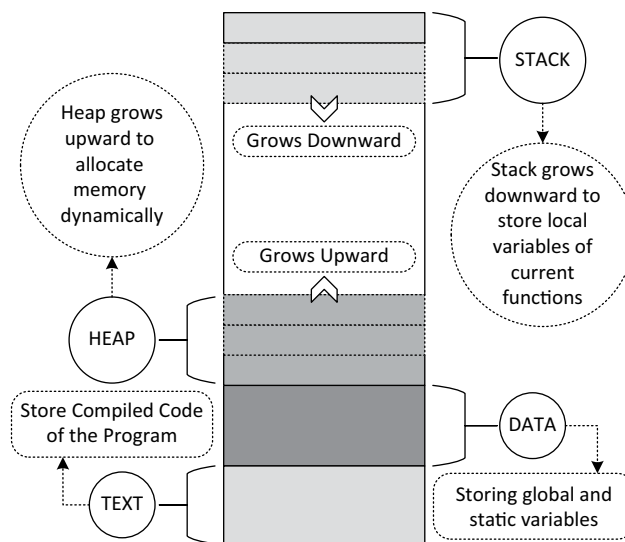 STACK
Heap grows
upward to
allocate
memory
dynamically
Grows Downward
Stack grows
downward to
store local
variables of
current
functions
Grows Upward
HEAP
Store Compiled Code
of the Program
DATA
TEXT
Storing global and
static variables